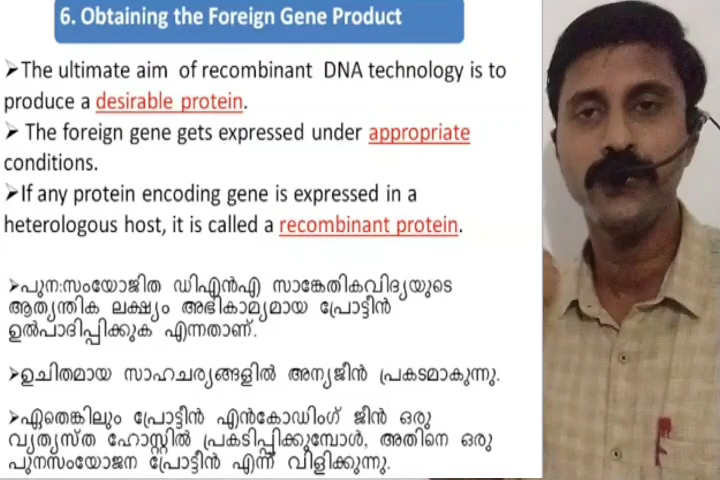 6. Obtaining the Foreign Gene Product
➢The ultimate aim of recombinant DNA technology is to
produce a desirable protein.
➢ The foreign gene gets expressed under appropriate
conditions.
➢If any protein encoding gene is expressed in a
heterologous host, it is called a recombinant protein.
➢പുന:സംയോജിത ഡിഎൻഎ സാങ്കേതികവിദ്യയുടെ
ആത്യന്തിക ലക്ഷ്യം അഭികാമ്യമായ പ്രോട്ടീൻ
ഉൽപാദിപ്പിക്കുക എന്നതാണ്.
➢ഉചിതമായ സാഹചര്യങ്ങളിൽ അന്യജീൻ പ്രകടമാകുന്നു.
➢ഏതെങ്കിലും പ്രോട്ടീൻ എൻകോഡിംഗ് ജീൻ ഒരു
വ്യത്യസ്ത ഹോസ്റ്റിൽ പ്രകടിപ്പിക്കുമ്പോൾ, അതിനെ ഒരു
പുനസംയോജന പ്രോട്ടീൻ എന്ന് വിളിക്കുന്നു.